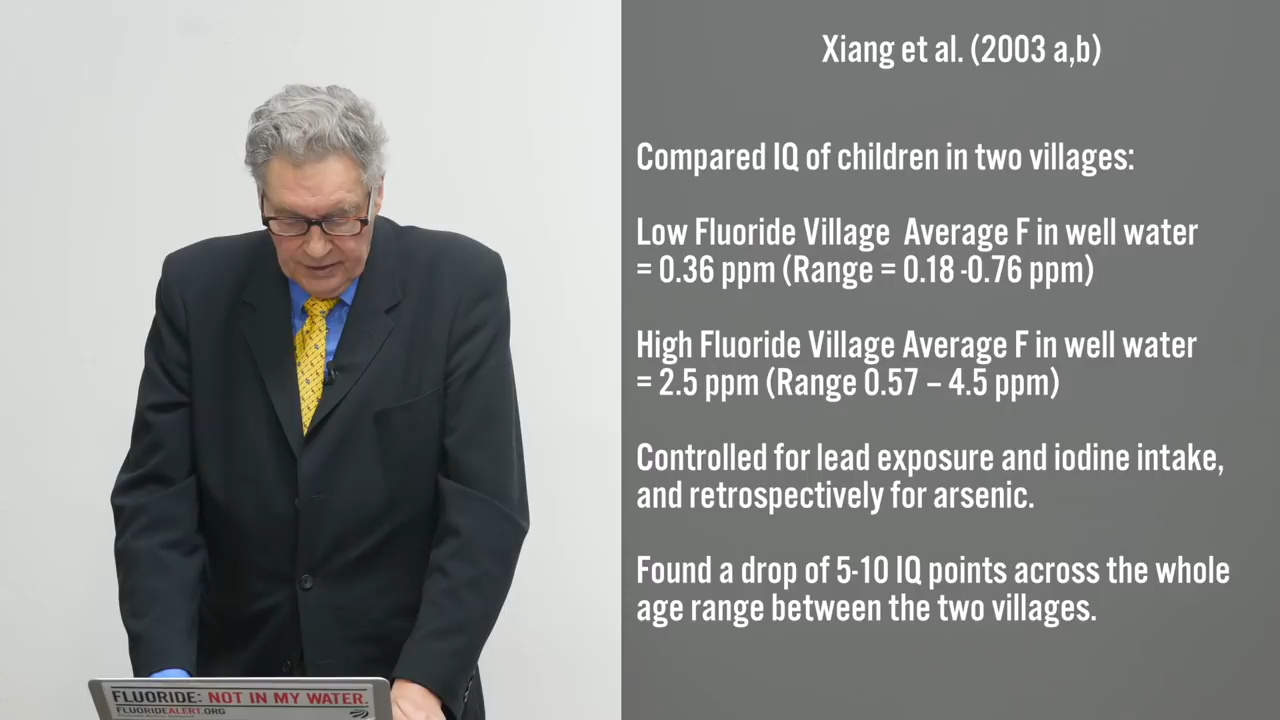 Xiang et al. (2003 a,b)
Compared IQ of children in two villages:
Low Fluoride Village  Average F in well water
= 0.36 ppm (Range = 0.18 -0.76 ppm)
High Fluoride Village Average F in well water
= 2.5 ppm (Range 0.57 – 4.5 ppm)
Controlled for lead exposure and iodine intake,
and retrospectively for arsenic.
Found a drop of 5-10 IQ points across the whole
age range between the two villages.
FLUORIDE: NOT IN MY WATER.
FLUORIDEALERT.ORG